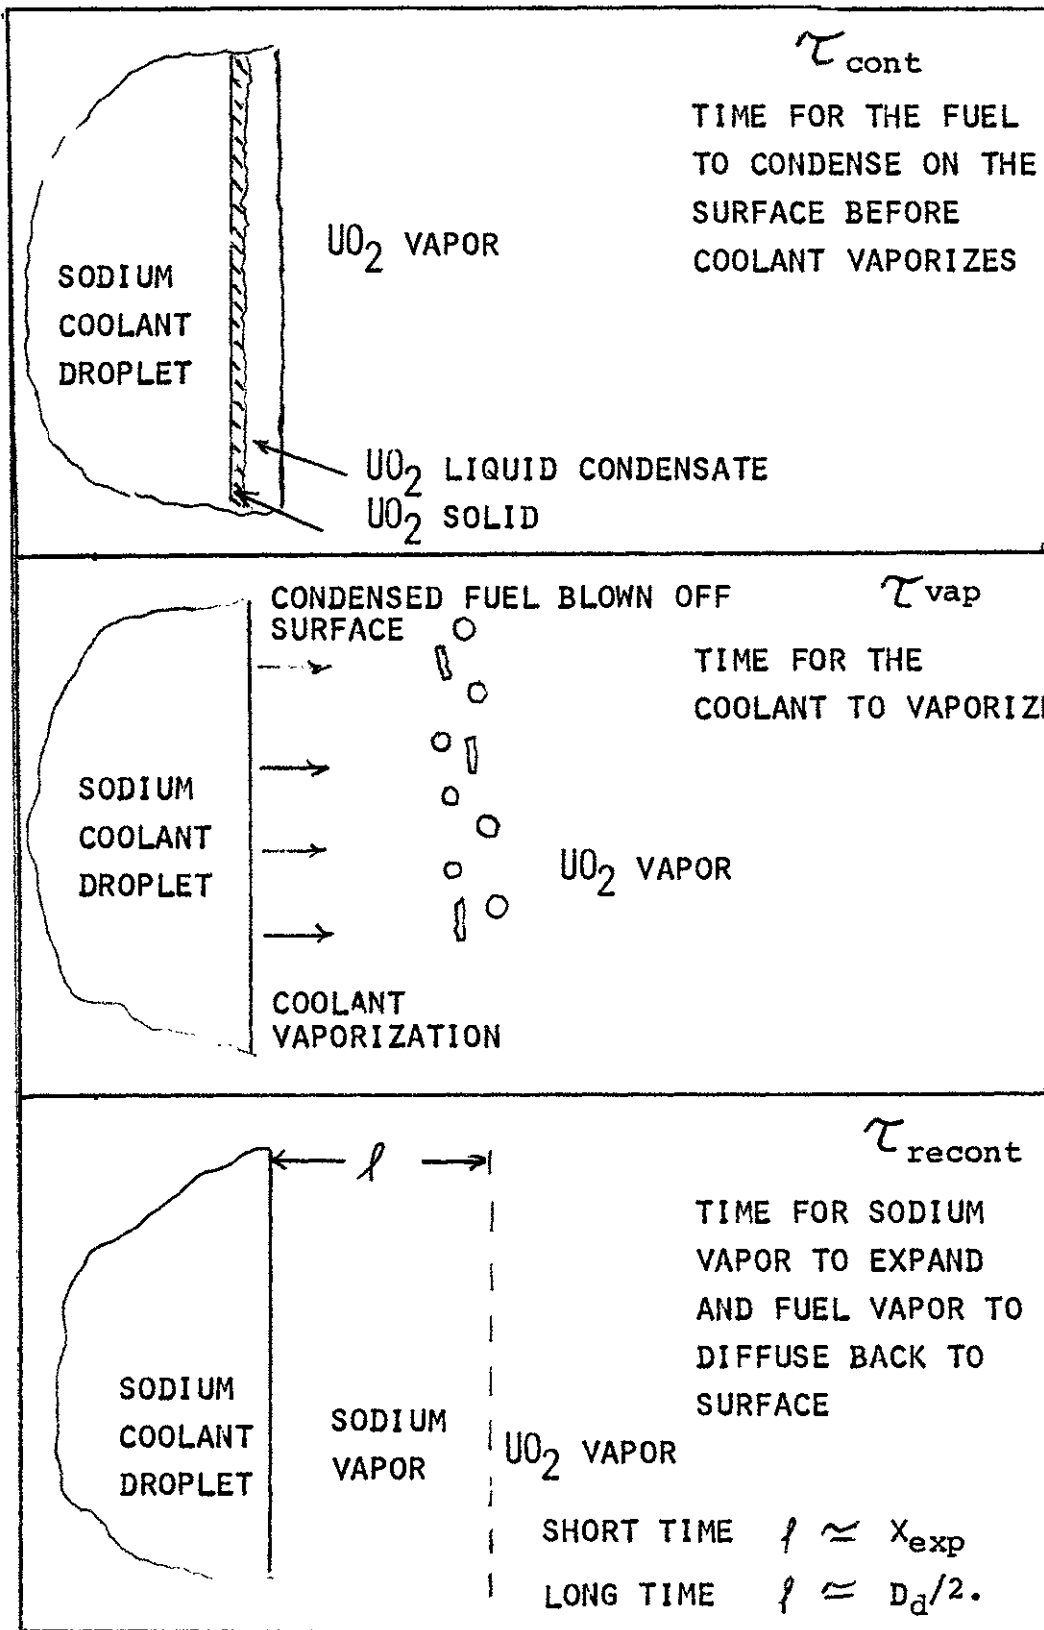 τcont
TIME FOR THE FUEL
TO CONDENSE ON THE
SURFACE BEFORE
COOLANT VAPORIZES
UO2 VAPOR
SODIUM
COOLANT
DROPLET
UO2 LIQUID CONDENSATE
UO2 SOLID
CONDENSED FUEL BLOWN OFF
SURFACE
τvap
TIME FOR THE
COOLANT TO VAPORIZE
SODIUM
COOLANT
DROPLET
UO2 VAPOR
COOLANT
VAPORIZATION
τrecont
ℓ
TIME FOR SODIUM
VAPOR TO EXPAND
AND FUEL VAPOR TO
DIFFUSE BACK TO
SURFACE
SODIUM
COOLANT
DROPLET
SODIUM
VAPOR
UO2 VAPOR
SHORT TIME ℓ ≃ Xexp
LONG TIME ℓ ≃ Dd/2.